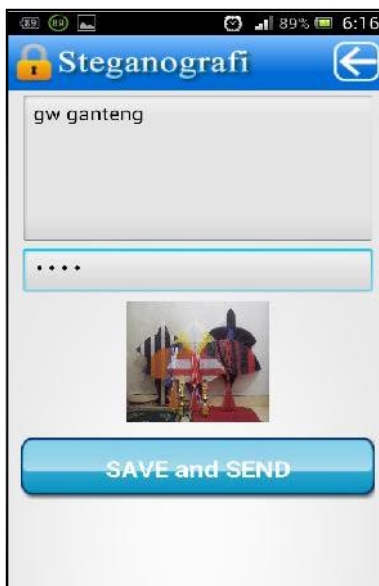 89% 6:16
Steganografi
gw ganteng
••••
SAVE and SEND